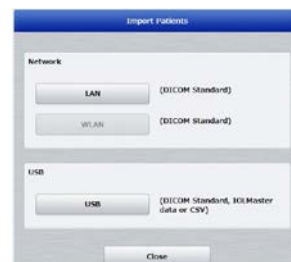 Import Patients
Network
LAN
(DICOM Standard)
WLAN
(DICOM Standard)
USB
USB
(DICOM Standard, IOLMaster
data or CSV)
Close